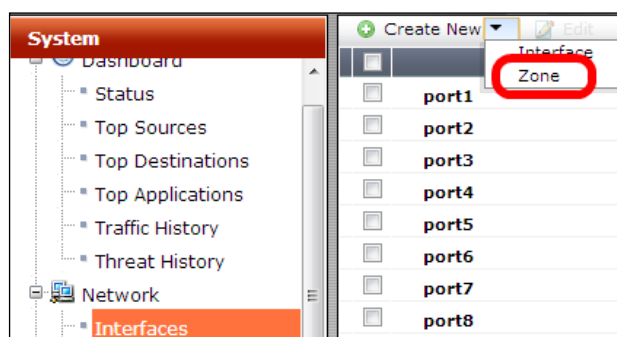 System
Dashboard
Status
Top Sources
Top Destinations
Top Applications
Traffic History
Threat History
Network
Interfaces
Create New Edit
Interface
Zone
port1
port2
port3
port4
port5
port6
port7
port8